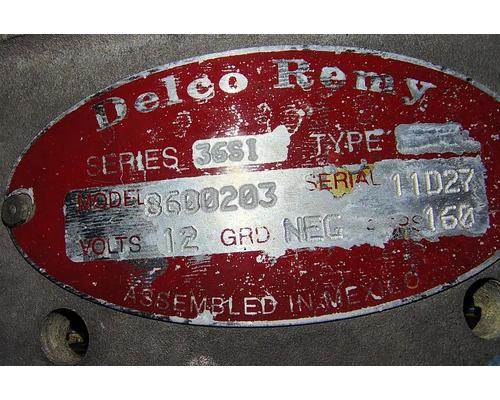 Delco Remy
SERIES 36SI TYPE
MODEL 8600203 SERIAL 11D27
VOLTS 12 GRD NEG 160
ASSEMBLED IN MEXICO